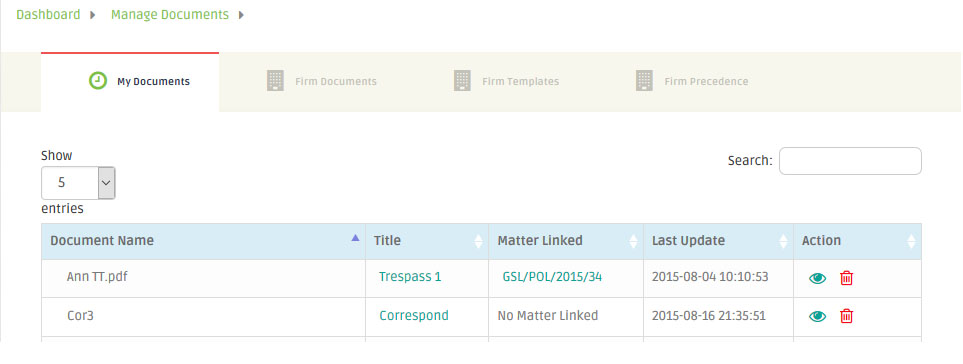 Dashboard Manage Documents
My Documents Firm Documents Firm Templates Firm Precedence
Show
Search:
5
entries
Document Name Title Matter Linked Last Update Action
Ann TT.pdf Trespass 1 GSL/POL/2015/34 2015-08-04 10:10:53
Cor3 Correspond No Matter Linked 2015-08-16 21:35:51